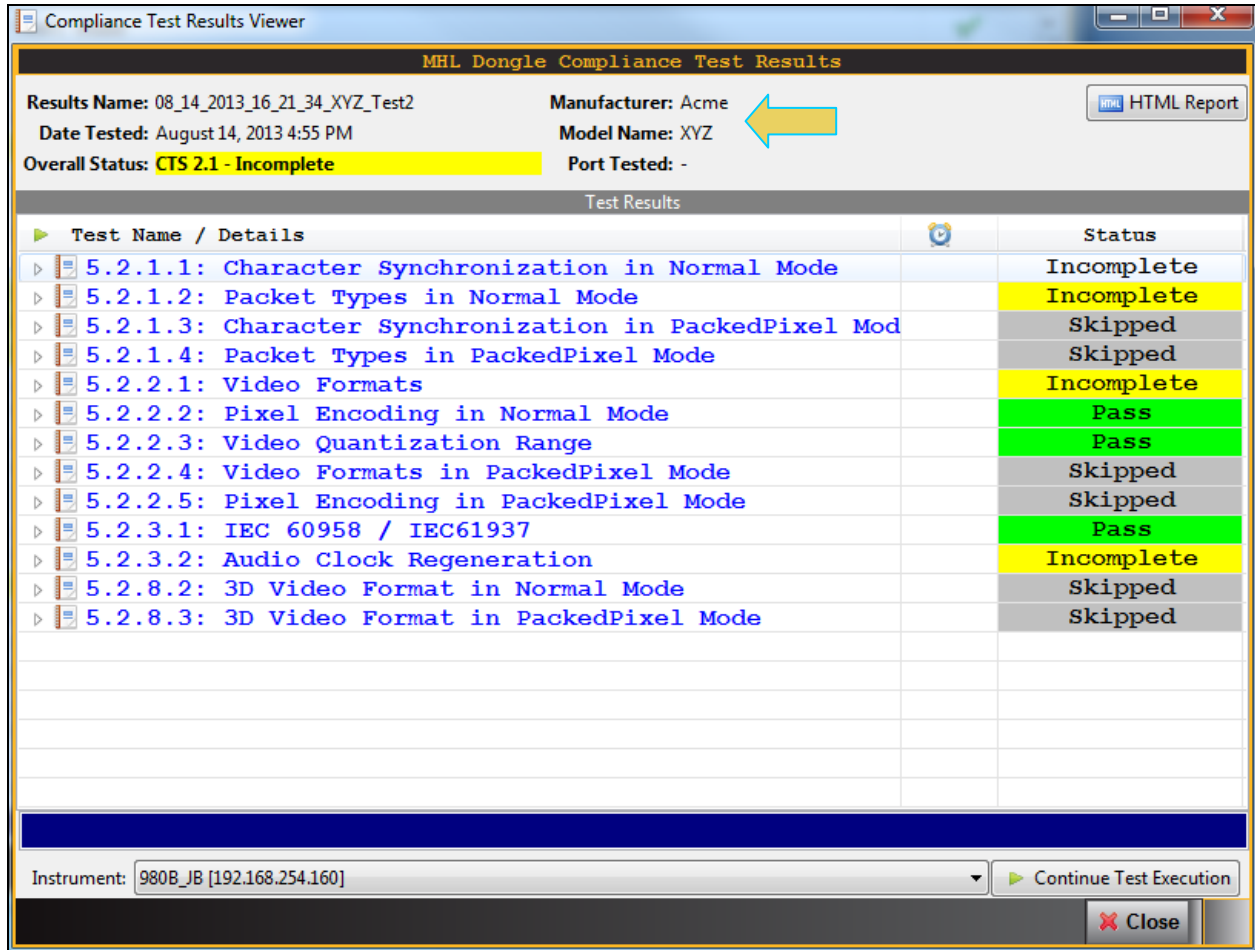 Compliance Test Results Viewer
MHL Dongle Compliance Test Results
Results Name: 08_14_2013_16_21_34_XYZ_Test2 Manufacturer: Acme HTML HTML Report
Date Tested: August 14, 2013 4:55 PM Model Name: XYZ
Overall Status: CTS 2.1 - Incomplete Port Tested: -
Test Results
Test Name / Details Status
5.2.1.1: Character Synchronization in Normal Mode Incomplete
5.2.1.2: Packet Types in Normal Mode Incomplete
5.2.1.3: Character Synchronization in PackedPixel Mod Skipped
5.2.1.4: Packet Types in PackedPixel Mode Skipped
5.2.2.1: Video Formats Incomplete
5.2.2.2: Pixel Encoding in Normal Mode Pass
5.2.2.3: Video Quantization Range Pass
5.2.2.4: Video Formats in PackedPixel Mode Skipped
5.2.2.5: Pixel Encoding in PackedPixel Mode Skipped
5.2.3.1: IEC 60958 / IEC61937 Pass
5.2.3.2: Audio Clock Regeneration Incomplete
5.2.8.2: 3D Video Format in Normal Mode Skipped
5.2.8.3: 3D Video Format in PackedPixel Mode Skipped
Instrument: 980B_JB [192.168.254.160] Continue Test Execution
Close